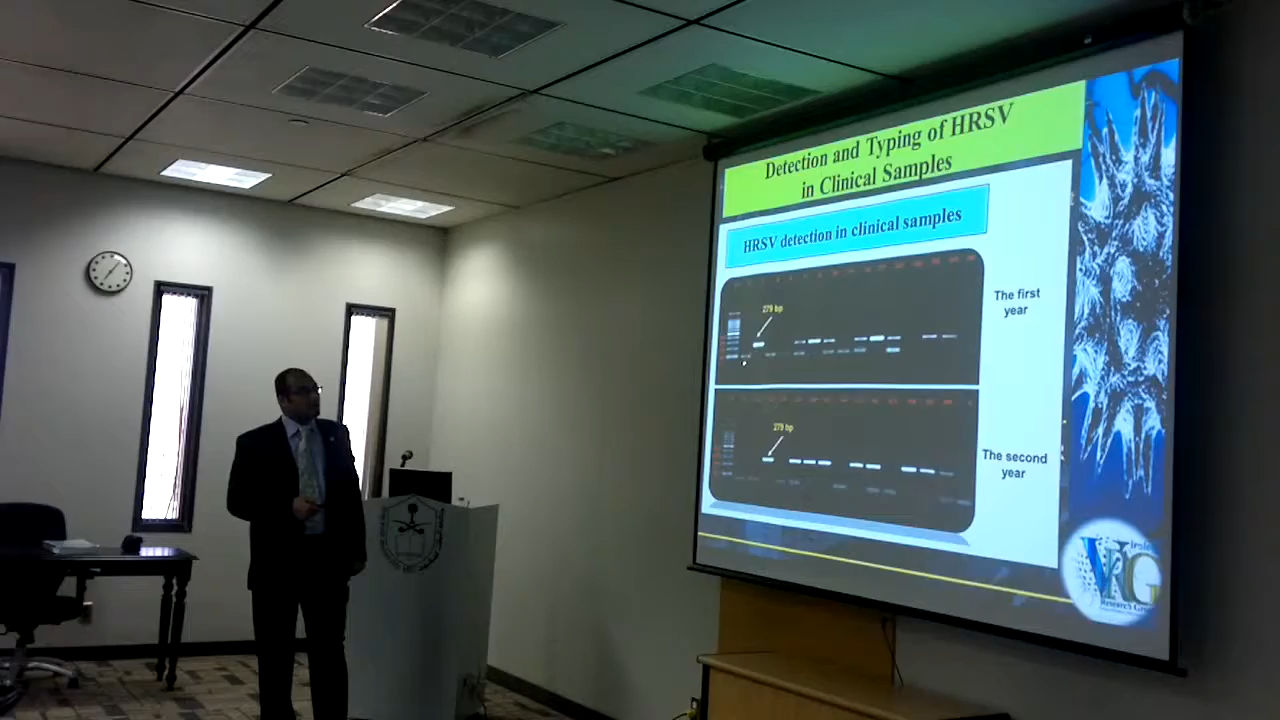 Detection and Typing of HRSV
in Clinical Samples
HRSV detection in clinical samples
279 bp
The first
year
279 bp
The second
year
VRG
Research